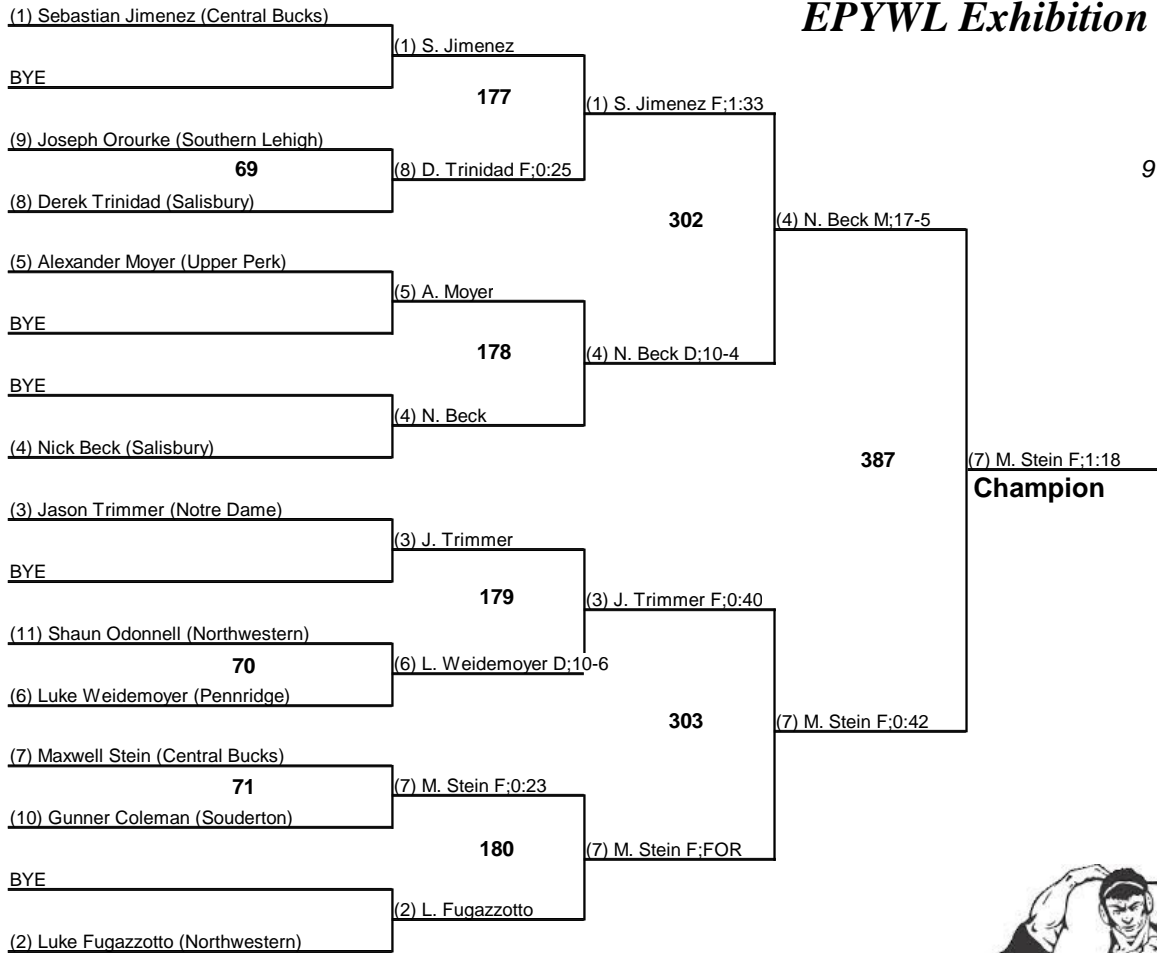 EPYWL Exhibition
(1) Sebastian Jimenez (Central Bucks)
(1) S. Jimenez
BYE
177
(1) S. Jimenez F;1:33
(9) Joseph Orourke (Southern Lehigh)
69
(8) D. Trinidad F;0:25
9
(8) Derek Trinidad (Salisbury)
302
(4) N. Beck M;17-5
(5) Alexander Moyer (Upper Perk)
(5) A. Moyer
BYE
178
(4) N. Beck D;10-4
BYE
(4) N. Beck
(4) Nick Beck (Salisbury)
387
(7) M. Stein F;1:18
Champion
(3) Jason Trimmer (Notre Dame)
(3) J. Trimmer
BYE
179
(3) J. Trimmer F;0:40
(11) Shaun Odonnell (Northwestern)
70
(6) L. Weidemoyer D;10-6
(6) Luke Weidemoyer (Pennridge)
303
(7) M. Stein F;0:42
(7) Maxwell Stein (Central Bucks)
71
(7) M. Stein F;0:23
(10) Gunner Coleman (Souderton)
180
(7) M. Stein F;FOR
BYE
(2) L. Fugazzotto
(2) Luke Fugazzotto (Northwestern)